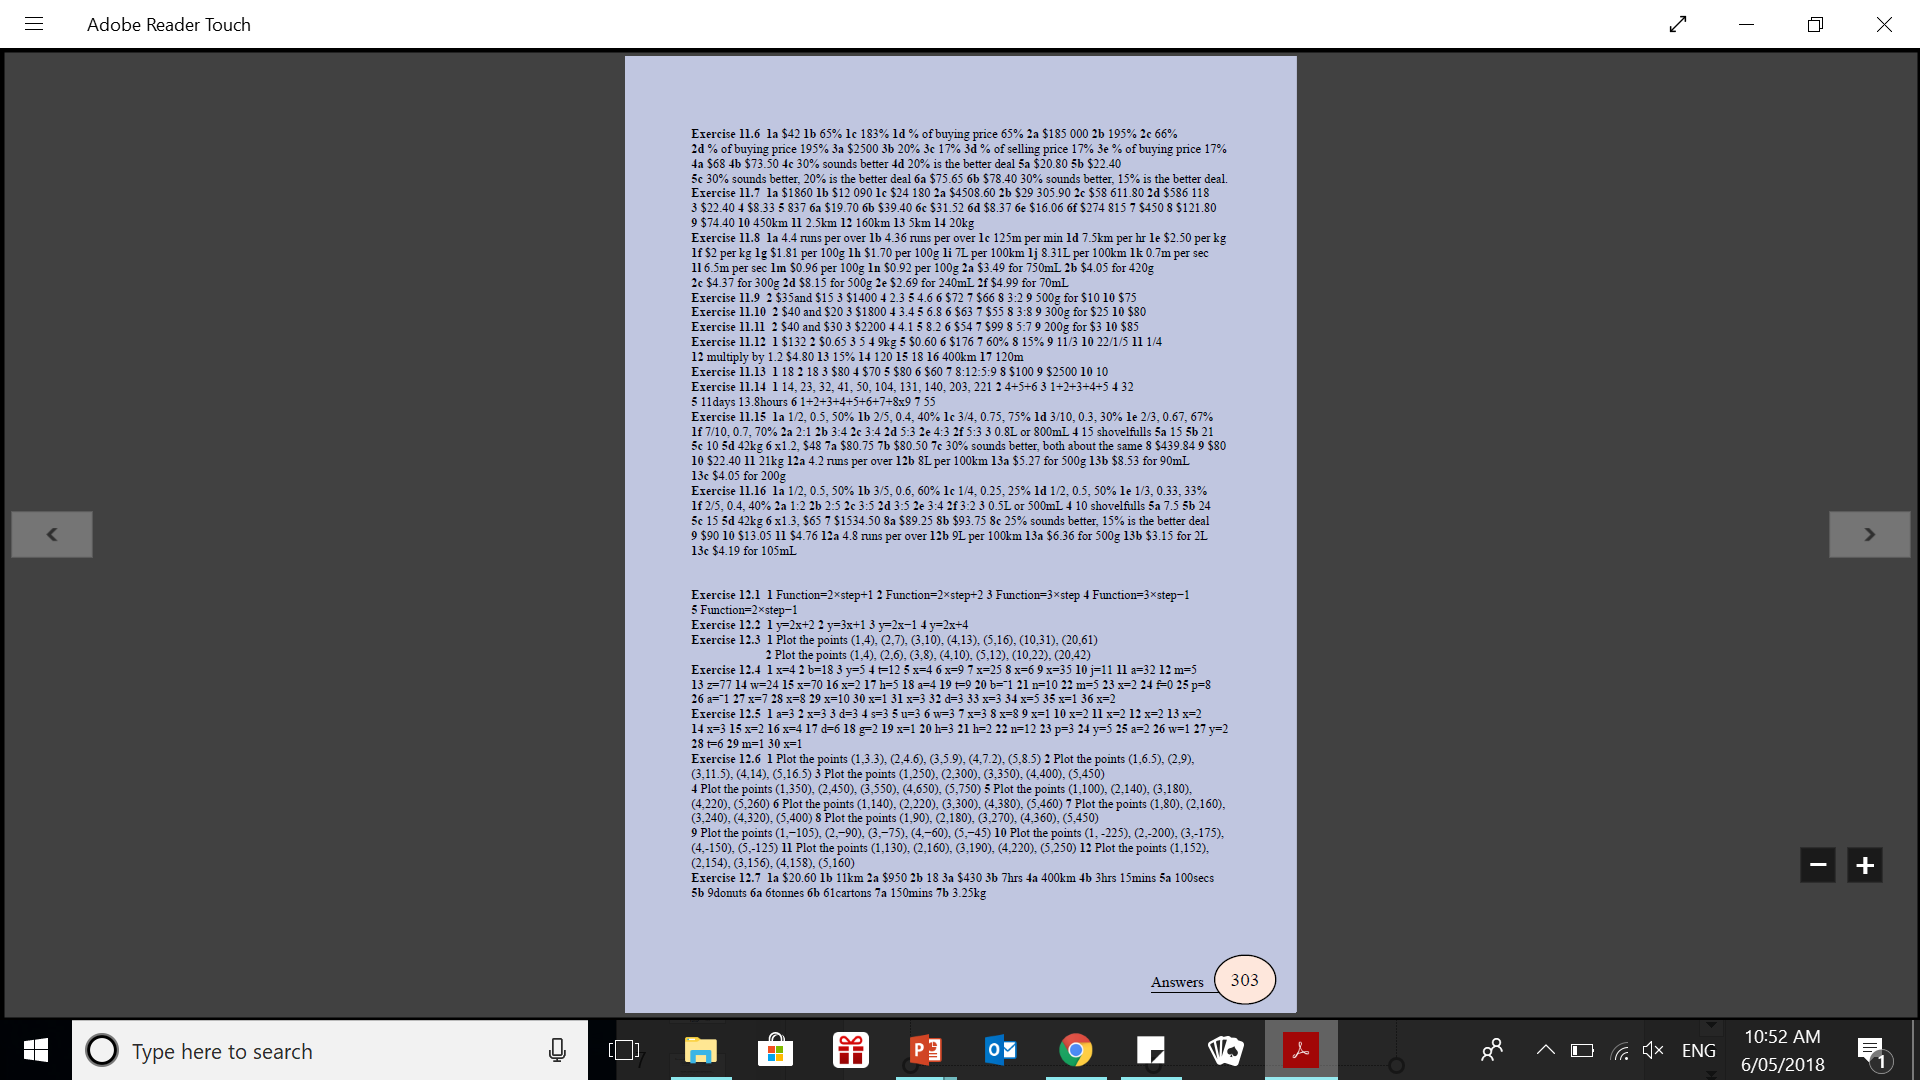 Adobe Reader Touch
Exercise 11.6 1a $42 1b 65% 1c 183% 1d % of buying price 65% 2a $185 000 2b 195% 2c 66%
2d % of buying price 195% 3a $2500 3b 20% 3c 17% 3d % of selling price 17% 3e % of buying price 17%
4a $68 4b $73.50 4c 30% sounds better 4d 20% is the better deal 5a $20.80 5b $22.40
5c 30% sounds better, 20% is the better deal 6a $75.65 6b $78.40 30% sounds better, 15% is the better deal.
Exercise 11.7 1a $1860 1b $12 090 1c $24 180 2a $4508.60 2b $29 305.90 2c $58 611.80 2d $586 118
3 $22.40 4 $8.33 5 837 6a $19.70 6b $39.40 6c $31.52 6d $8.37 6e $16.06 6f $274 815 7 $450 8 $121.80
9 $74.40 10 450km 11 2.5km 12 160km 13 5km 14 20kg
Exercise 11.8 1a 4.4 runs per over 1b 4.36 runs per over 1c 125m per min 1d 7.5km per hr 1e $2.50 per kg
1f $2 per kg 1g $1.81 per 100g 1h $1.70 per 100g 1i 7L per 100km 1j 8.31L per 100km 1k 0.7m per sec
1l 6.5m per sec 1m $0.96 per 100g 1n $0.92 per 100g 2a $3.49 for 750mL 2b $4.05 for 420g
2c $4.37 for 300g 2d $8.15 for 500g 2e $2.69 for 240mL 2f $4.99 for 70mL
Exercise 11.9 2 $35and $15 3 $1400 4 2.3 5 4.6 6 $72 7 $66 8 3:2 9 500g for $10 10 $75
Exercise 11.10 2 $40 and $20 3 $1800 4 3.4 5 6.8 6 $63 7 $55 8 3:8 9 300g for $25 10 $80
Exercise 11.11 2 $40 and $30 3 $2200 4 4.1 5 8.2 6 $54 7 $99 8 5:7 9 200g for $3 10 $85
Exercise 11.12 1 $132 2 $0.65 3 5 4 9kg 5 $0.60 6 $176 7 60% 8 15% 9 11/3 10 22/1/5 11 1/4
12 multiply by 1.2 $4.80 13 15% 14 120 15 18 16 400km 17 120m
Exercise 11.13 1 18 2 18 3 $80 4 $70 5 $80 6 $60 7 8:12:5:9 8 $100 9 $2500 10 10
Exercise 11.14 1 14, 23, 32, 41, 50, 104, 131, 140, 203, 221 2 4+5+6 3 1+2+3+4+5 4 32
5 11days 13.8hours 6 1+2+3+4+5+6+7+8x9 7 55
Exercise 11.15 1a 1/2, 0.5, 50% 1b 2/5, 0.4, 40% 1c 3/4, 0.75, 75% 1d 3/10, 0.3, 30% 1e 2/3, 0.67, 67%
1f 7/10, 0.7, 70% 2a 2:1 2b 3:4 2c 3:4 2d 5:3 2e 4:3 2f 5:3 3 0.8L or 800mL 4 15 shovelfulls 5a 15 5b 21
5c 10 5d 42kg 6 x1.2, $48 7a $80.75 7b $80.50 7c 30% sounds better, both about the same 8 $439.84 9 $80
10 $22.40 11 21kg 12a 4.2 runs per over 12b 8L per 100km 13a $5.27 for 500g 13b $8.53 for 90mL
13c $4.05 for 200g
Exercise 11.16 1a 1/2, 0.5, 50% 1b 3/5, 0.6, 60% 1c 1/4, 0.25, 25% 1d 1/2, 0.5, 50% 1e 1/3, 0.33, 33%
1f 2/5, 0.4, 40% 2a 1:2 2b 2:5 2c 3:5 2d 3:5 2e 3:4 2f 3:2 3 0.5L or 500mL 4 10 shovelfulls 5a 7.5 5b 24
5c 15 5d 42kg 6 x1.3, $65 7 $1534.50 8a $89.25 8b $93.75 8c 25% sounds better, 15% is the better deal
9 $90 10 $13.05 11 $4.76 12a 4.8 runs per over 12b 9L per 100km 13a $6.36 for 500g 13b $3.15 for 2L
13c $4.19 for 105mL
Exercise 12.1 1 Function=2×step+1 2 Function=2×step+2 3 Function=3×step 4 Function=3×step−1
5 Function=2×step−1
Exercise 12.2 1 y=2x+2 2 y=3x+1 3 y=2x−1 4 y=2x+4
Exercise 12.3 1 Plot the points (1,4), (2,7), (3,10), (4,13), (5,16), (10,31), (20,61)
2 Plot the points (1,4), (2,6), (3,8), (4,10), (5,12), (10,22), (20,42)
Exercise 12.4 1 x=4 2 b=18 3 y=5 4 t=12 5 x=4 6 x=9 7 x=25 8 x=6 9 x=35 10 j=11 11 a=32 12 m=5
13 z=77 14 w=24 15 x=70 16 x=2 17 h=5 18 a=4 19 t=9 20 b=⁻1 21 n=10 22 m=5 23 x=2 24 f=0 25 p=8
26 a=⁻1 27 x=7 28 x=8 29 x=10 30 x=1 31 x=3 32 d=3 33 x=3 34 x=5 35 x=1 36 x=2
Exercise 12.5 1 a=3 2 x=3 3 d=3 4 s=3 5 u=3 6 w=3 7 x=3 8 x=8 9 x=1 10 x=2 11 x=2 12 x=2 13 x=2
14 x=3 15 x=2 16 x=4 17 d=6 18 g=2 19 x=1 20 h=3 21 h=2 22 n=12 23 p=3 24 y=5 25 a=2 26 w=1 27 y=2
28 t=6 29 m=1 30 x=1
Exercise 12.6 1 Plot the points (1,3.3), (2,4.6), (3,5.9), (4,7.2), (5,8.5) 2 Plot the points (1,6.5), (2,9),
(3,11.5), (4,14), (5,16.5) 3 Plot the points (1,250), (2,300), (3,350), (4,400), (5,450)
4 Plot the points (1,350), (2,450), (3,550), (4,650), (5,750) 5 Plot the points (1,100), (2,140), (3,180),
(4,220), (5,260) 6 Plot the points (1,140), (2,220), (3,300), (4,380), (5,460) 7 Plot the points (1,80), (2,160),
(3,240), (4,320), (5,400) 8 Plot the points (1,90), (2,180), (3,270), (4,360), (5,450)
9 Plot the points (1,−105), (2,−90), (3,−75), (4,−60), (5,−45) 10 Plot the points (1, -225), (2,-200), (3,-175),
(4,-150), (5,-125) 11 Plot the points (1,130), (2,160), (3,190), (4,220), (5,250) 12 Plot the points (1,152),
(2,154), (3,156), (4,158), (5,160)
Exercise 12.7 1a $20.60 1b 11km 2a $950 2b 18 3a $430 3b 7hrs 4a 400km 4b 3hrs 15mins 5a 100secs
5b 9donuts 6a 6tonnes 6b 61cartons 7a 150mins 7b 3.25kg
Answers 303
Type here to search
ENG
10:52 AM
6/05/2018
1